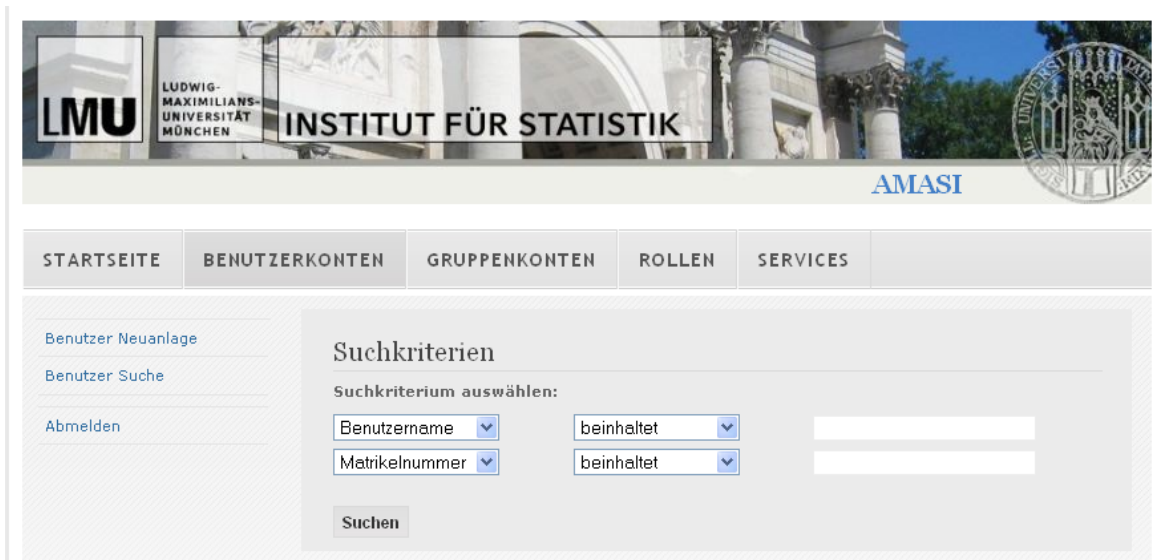 LMU
LUDWIG-
MAXIMILIANS-
UNIVERSITÄT
MÜNCHEN
INSTITUT FÜR STATISTIK
AMASI
STARTSEITE BENUTZERKONTEN GRUPPENKONTEN ROLLEN SERVICES
Benutzer Neuanlage
Benutzer Suche
Abmelden
Suchkriterien
Suchkriterium auswählen:
Benutzername beinhaltet
Matrikelnummer beinhaltet
Suchen